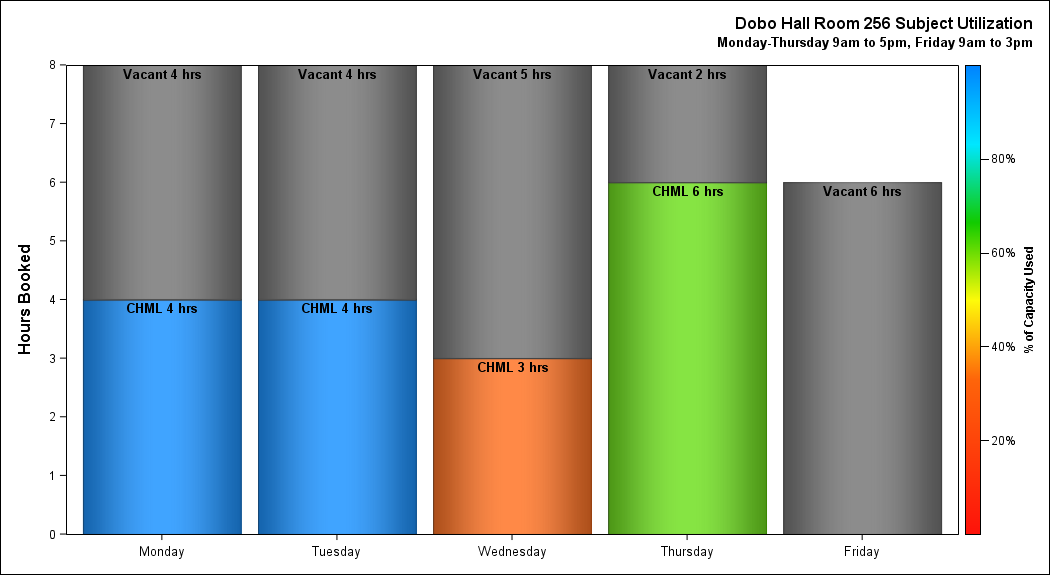 Dobo Hall Room 256 Subject Utilization
Monday-Thursday 9am to 5pm, Friday 9am to 3pm
Hours Booked
8
7
6
5
4
3
2
1
0
Vacant 4 hrs
CHML 4 hrs
Vacant 4 hrs
CHML 4 hrs
Vacant 5 hrs
CHML 3 hrs
Vacant 2 hrs
CHML 6 hrs
Vacant 6 hrs
Monday
Tuesday
Wednesday
Thursday
Friday
80%
60%
40%
20%
% of Capacity Used